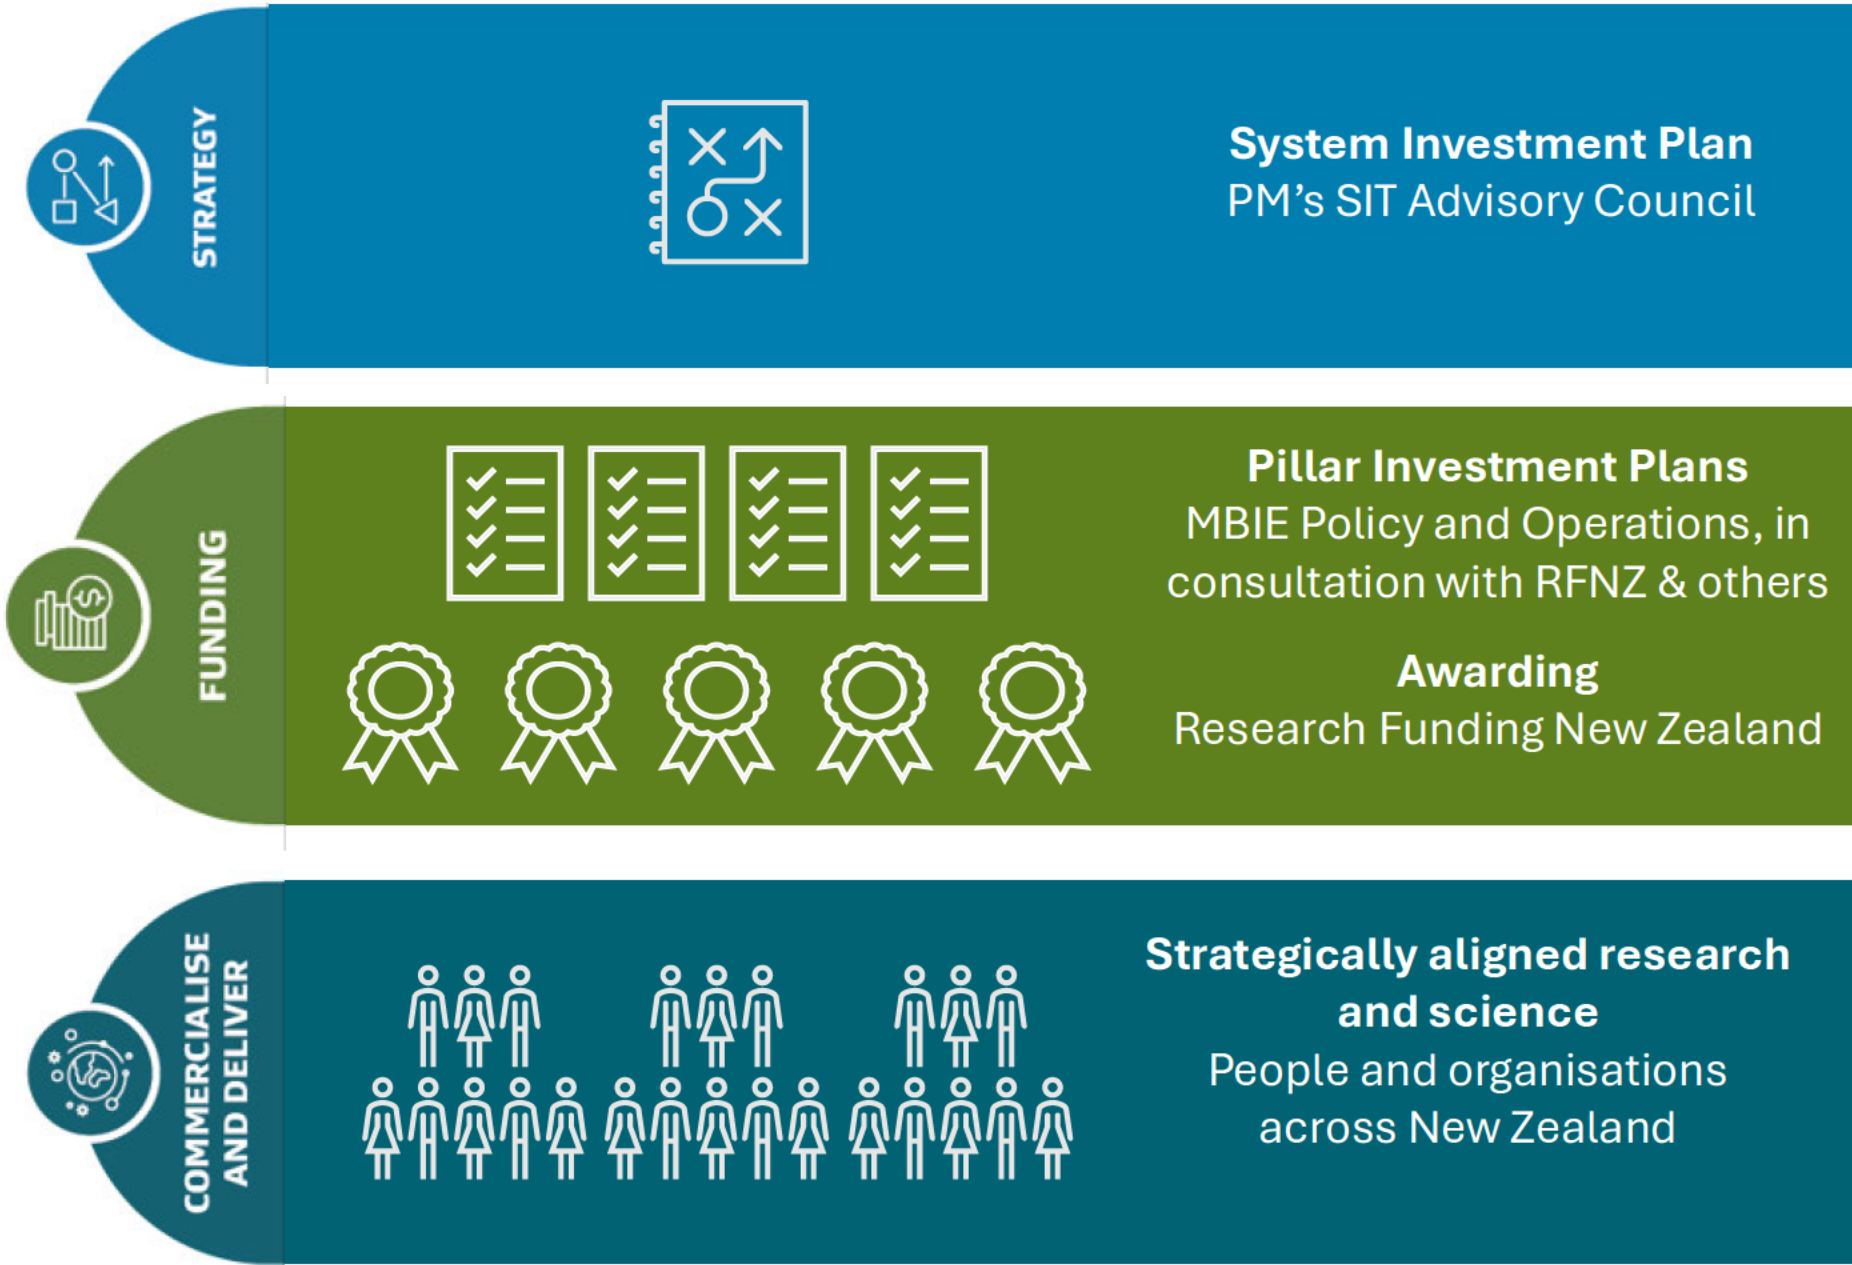 STRATEGY
System Investment Plan
PM's SIT Advisory Council
FUNDING
Pillar Investment Plans
MBIE Policy and Operations, in
consultation with RFNZ & others
Awarding
Research Funding New Zealand
COMMERCIALISE
AND DELIVER
Strategically aligned research
and science
People and organisations
across New Zealand